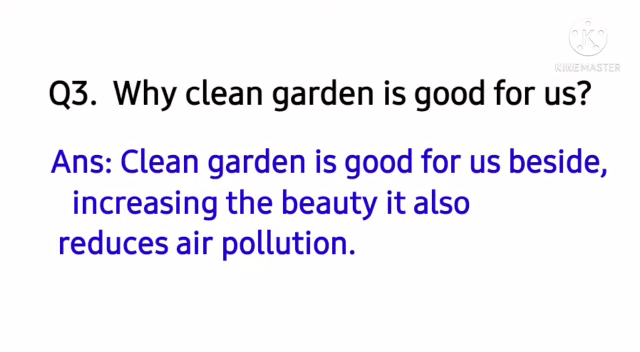 KINEMASTER
Q3. Why clean garden is good for us?
Ans: Clean garden is good for us beside,
increasing the beauty it also
reduces air pollution.